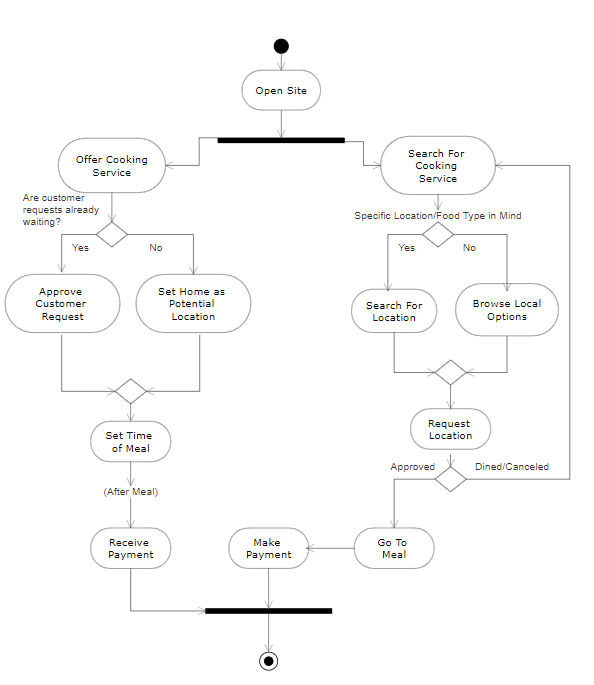 Open Site
Offer Cooking
Service
Search For
Cooking
Service
Are customer
requests already
waiting?
Yes
No
Specific Location/Food Type in Mind
Yes
No
Approve
Customer
Request
Set Home as
Potential
Location
Search For
Location
Browse Local
Options
Set Time
of Meal
Request
Location
Approved
Dined/Canceled
(After Meal)
Receive
Payment
Make
Payment
Go To
Meal